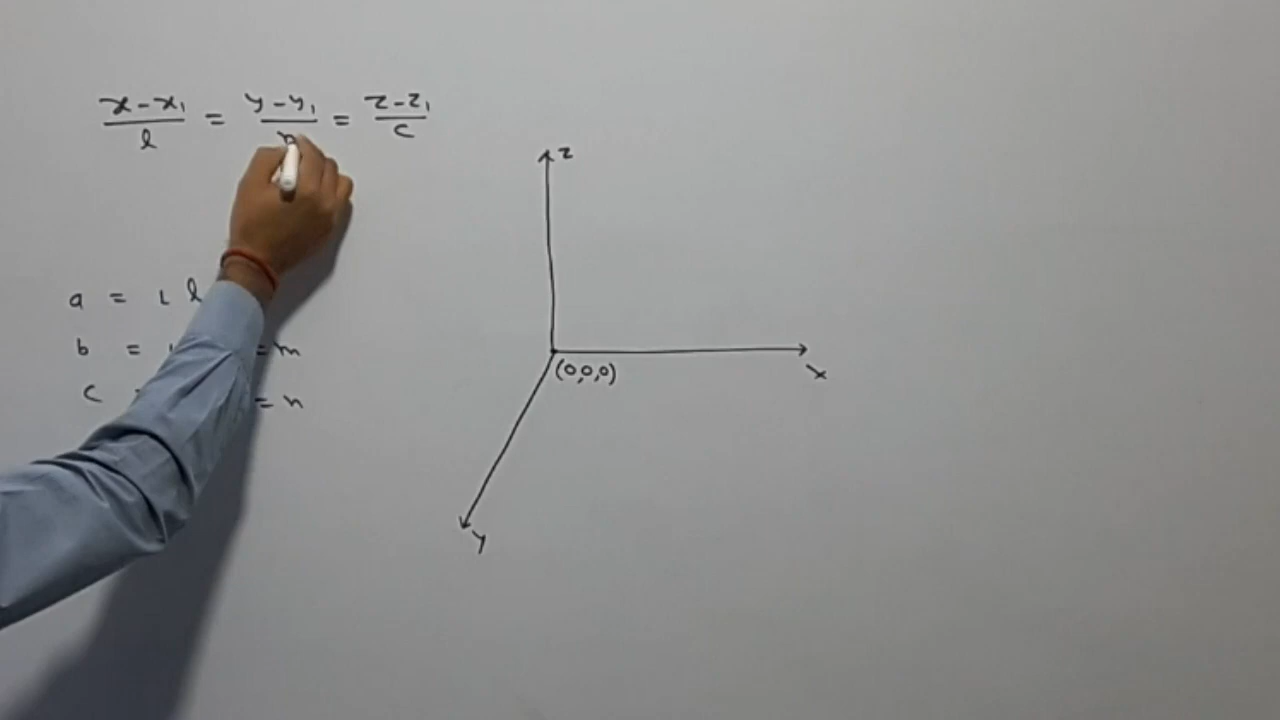 x-x₁ = y-y₁ = z-z₁
l c
z
a = l
b = = m
(0,0,0)
x
c = n
y